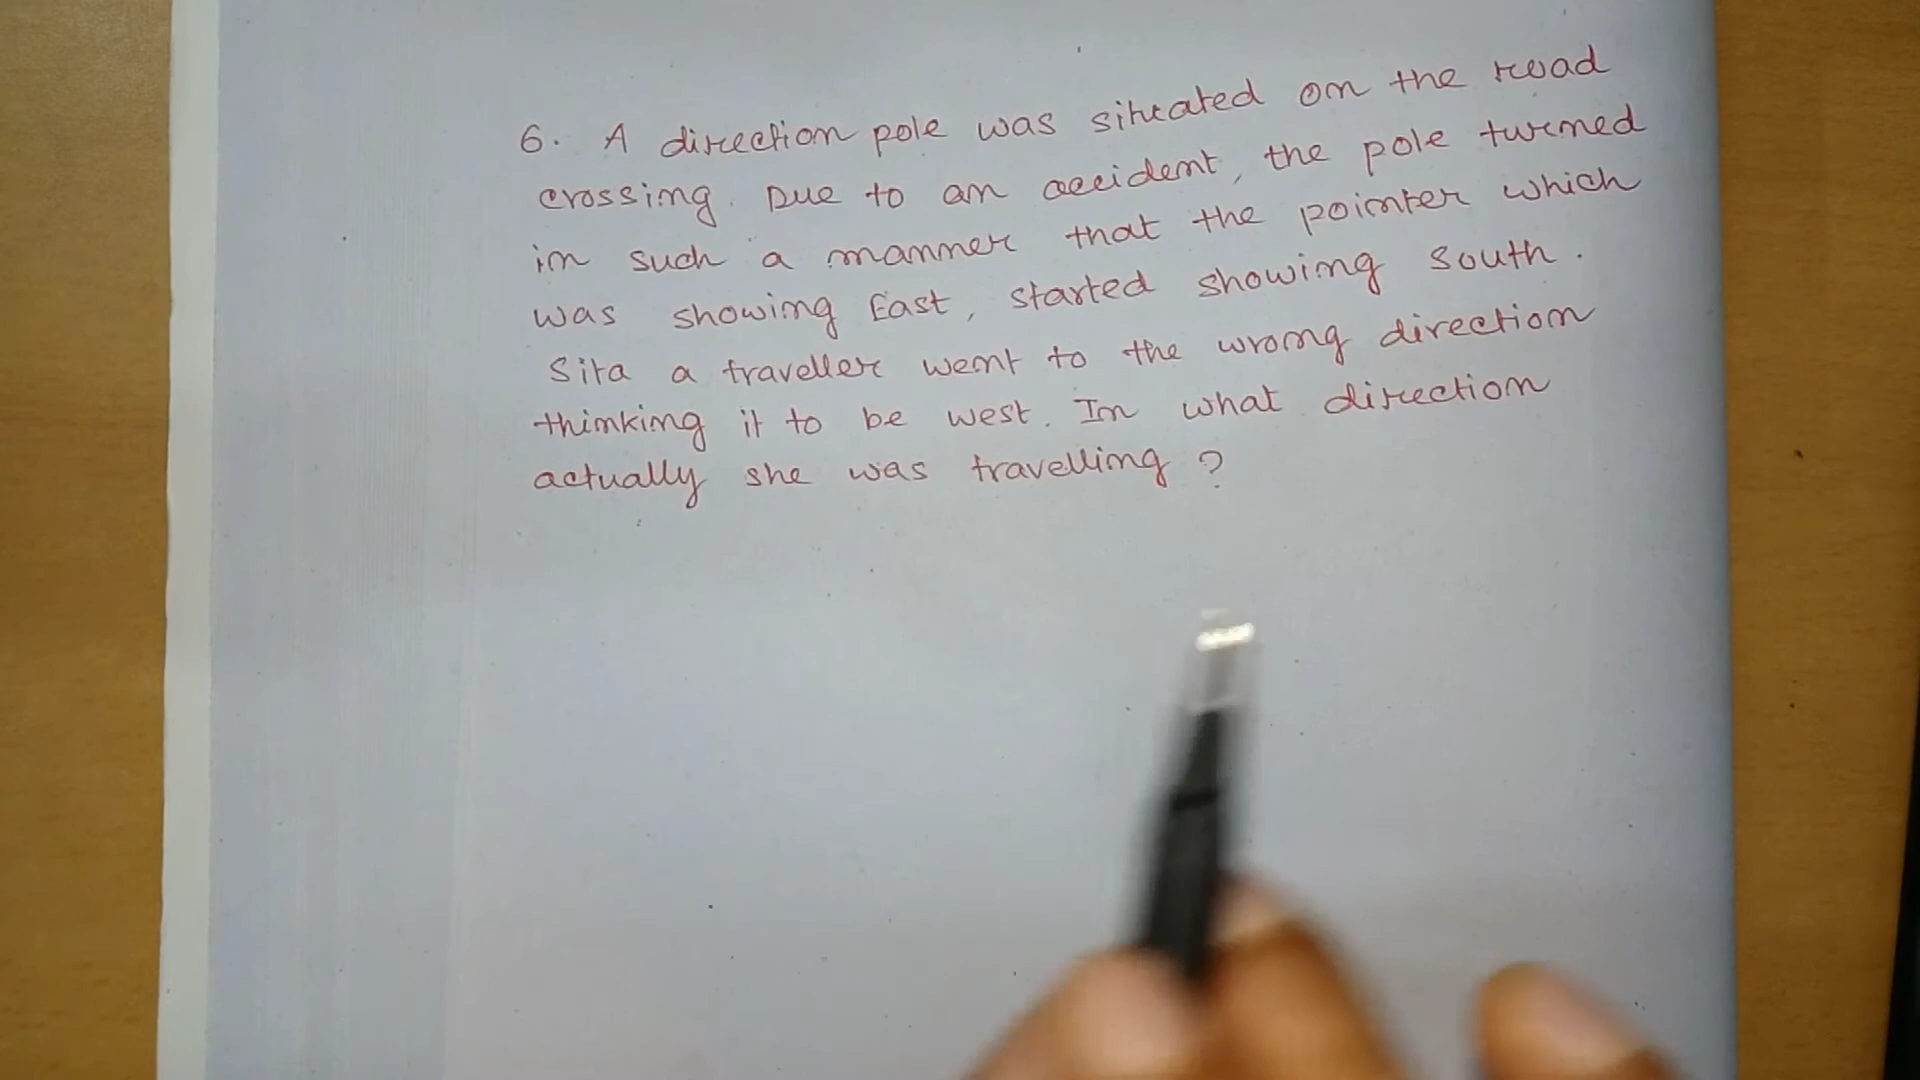 6. A direction pole was situated on the road
crossing. Due to an accident, the pole turned
in such a manner that the pointer which
was showing East, started showing south.
Sita a traveller went to the wrong direction
thinking it to be west. In what direction
actually she was travelling ?